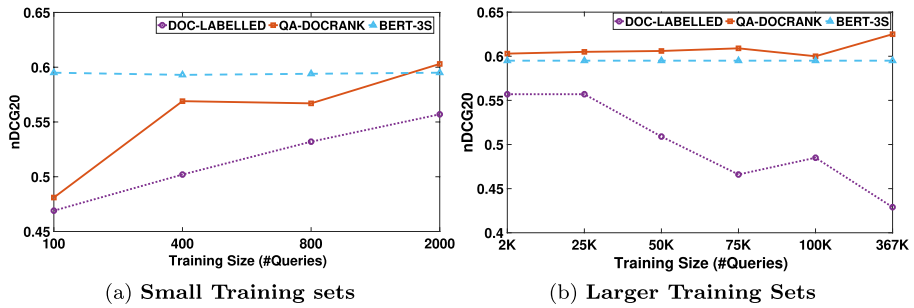 DOC-LABELLED QA-DOCRANK BERT-3S
0.65
0.6
0.55
0.5
0.45
nDCG20
100 400 800 2000
Training Size (#Queries)
(a) Small Training sets
DOC-LABELLED QA-DOCRANK BERT-3S
0.65
0.6
0.55
0.5
0.45
0.4
nDCG20
2K 25K 50K 75K 100K 367K
Training Size (#Queries)
(b) Larger Training Sets